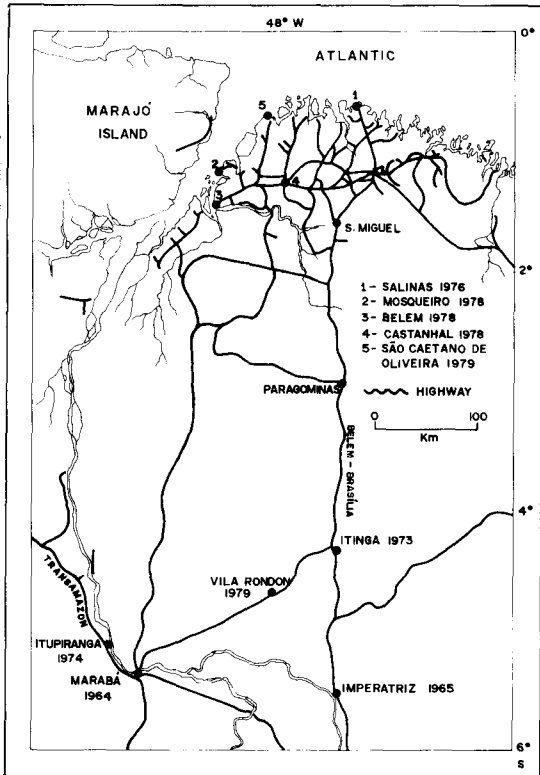 48° W
0°
ATLANTIC
MARAJÓ
ISLAND
1
5
2
4
3
S. MIGUEL
2°
1 - SALINAS 1976
2 - MOSQUEIRO 1978
3 - BELEM 1978
4 - CASTANHAL 1978
5 - SÃO CAETANO DE
OLIVEIRA 1979
HIGHWAY
0 100
Km
PARAGOMINAS
BELEM - BRASÍLIA
4°
ITINGA 1973
TRANSAMAZON
VILA RONDON
1979
ITUPIRANGA
1974
MARABÁ
1964
IMPERATRIZ 1965
6°
S